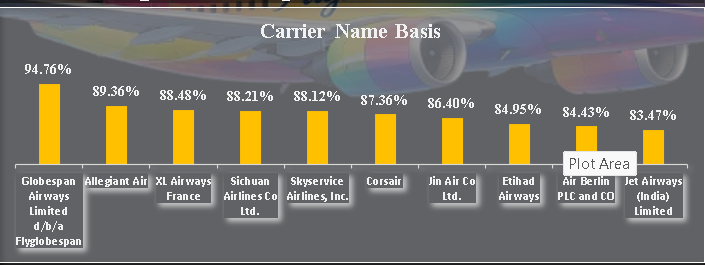 Carrier Name Basis
94.76%
89.36%
88.48%
88.21%
88.12%
87.36%
86.40%
84.95%
84.43%
83.47%
Plot Area
Globespan
Airways
Limited
d/b/a
Flyglobespan
Allegiant Air
XL Airways
France
Sichuan
Airlines Co
Ltd.
Skyservice
Airlines, Inc.
Corsair
Jin Air Co
Ltd.
Etihad
Airways
Air Berlin
PLC and CO
Jet Airways
(India)
Limited